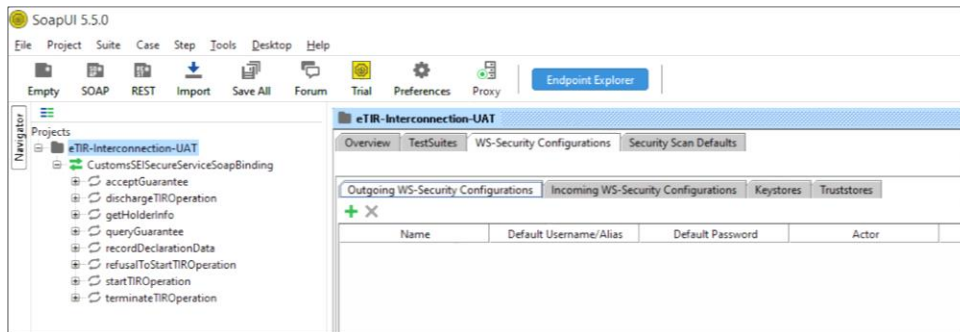 SoapUI 5.5.0
File Project Suite Case Step Tools Desktop Help
Empty SOAP REST Import Save All Forum Trial Preferences Proxy Endpoint Explorer
Navigator
Projects
eTIR-Interconnection-UAT
CustomsSEISecureServiceSoapBinding
acceptGuarantee
dischargeTIROperation
getHolderInfo
queryGuarantee
recordDeclarationData
refusalToStartTIROperation
startTIROperation
terminateTIROperation
eTIR-Interconnection-UAT
Overview TestSuites WS-Security Configurations Security Scan Defaults
Outgoing WS-Security Configurations Incoming WS-Security Configurations Keystores Truststores
Name Default Username/Alias Default Password Actor